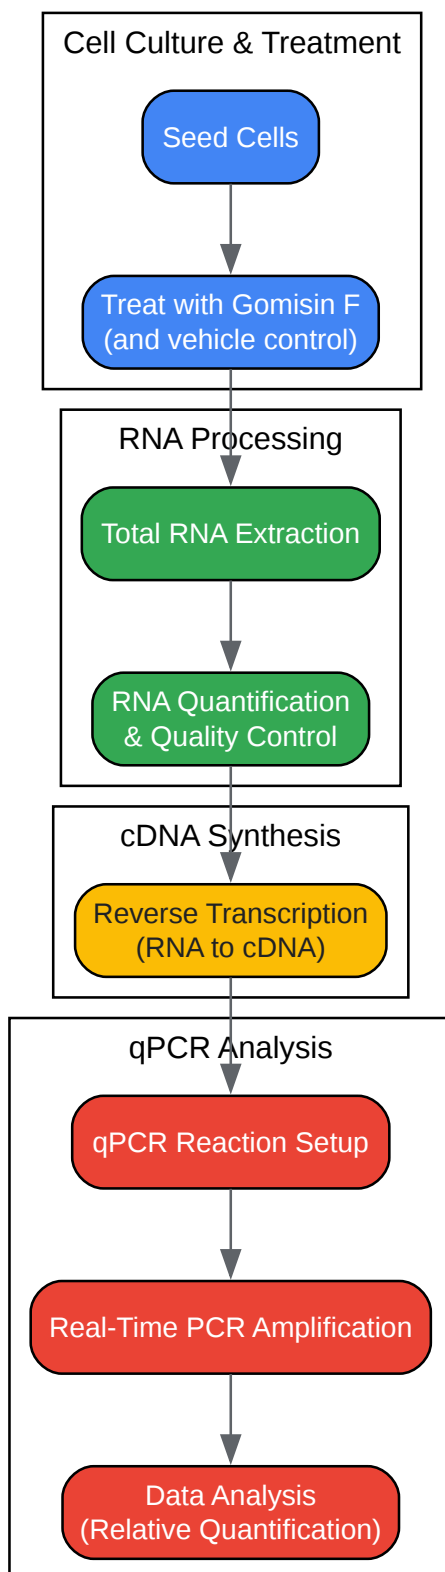 Cell Culture & Treatment
Seed Cells
Treat with Gomisin F
(and vehicle control)
RNA Processing
Total RNA Extraction
RNA Quantification
& Quality Control
cDNA Synthesis
Reverse Transcription
(RNA to cDNA)
qPCR Analysis
qPCR Reaction Setup
Real-Time PCR Amplification
Data Analysis
(Relative Quantification)